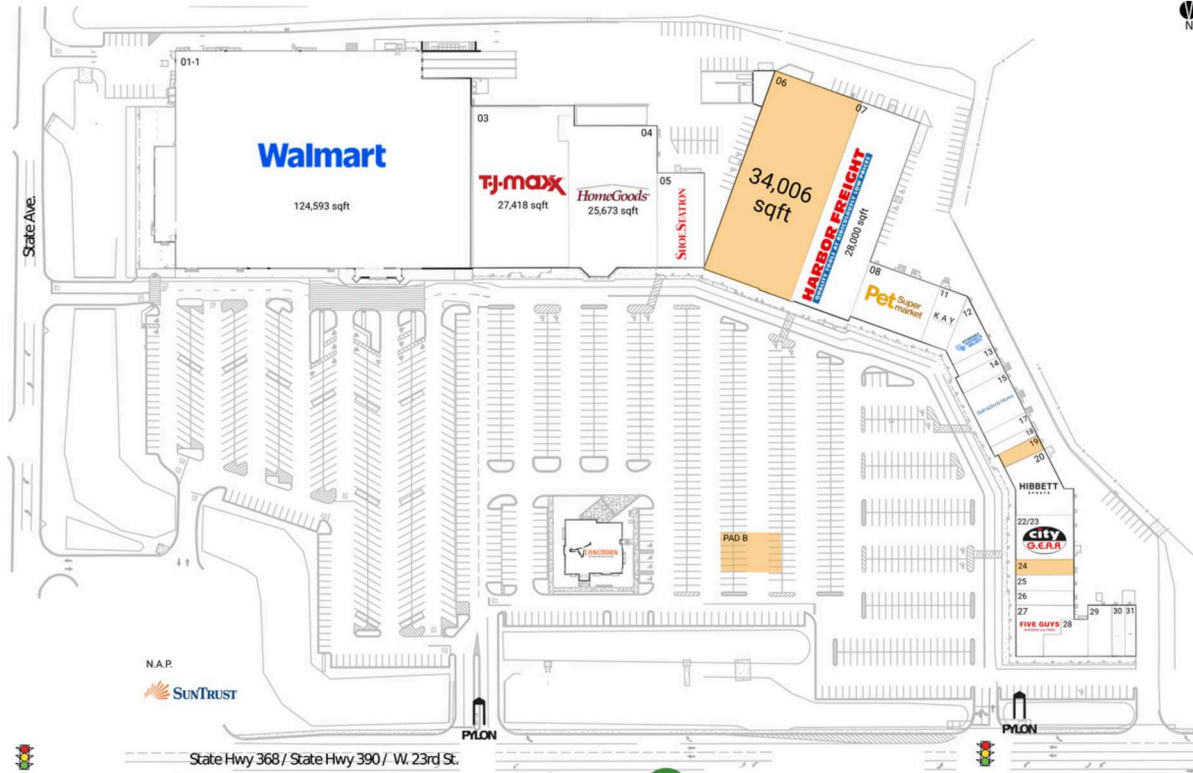 N
01-1
Walmart
124,593 sqft
03
T·J·maxx
27,418 sqft
04
HomeGoods
25,673 sqft
05
SHOE STATION
06
34,006
sqft
07
HARBOR FREIGHT
28,000 sqft
08
Pet Super
market
11
K.A.Y
12
13
14
15
17
18
19
20
HIBBETT
SPORTS
22/23
city
G.E.A.R
24
25
26
27
FIVE GUYS
28
29
30
31
State Ave.
LONGHORN
PAD B
N.A.P.
SUNTRUST
PYLON
PYLON
State Hwy 368 / State Hwy 390 / W. 23rd St.